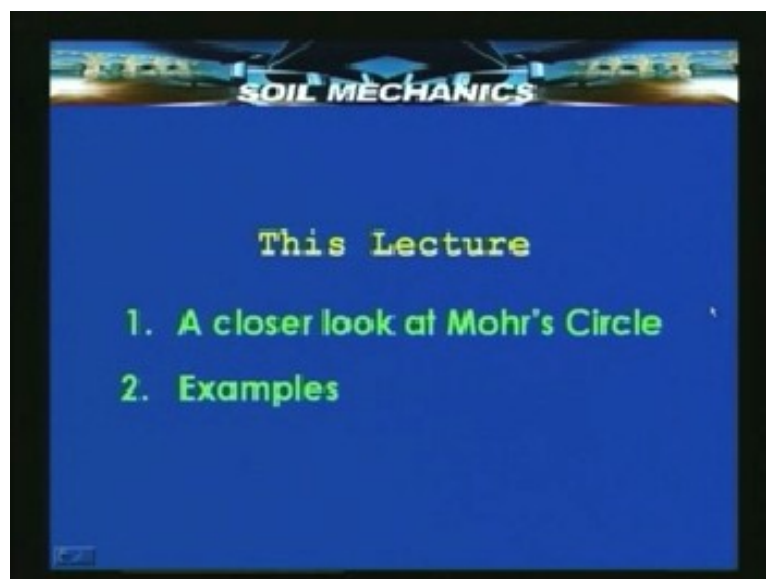 SOIL MECHANICS
This Lecture
1. A closer look at Mohr's Circle
2. Examples